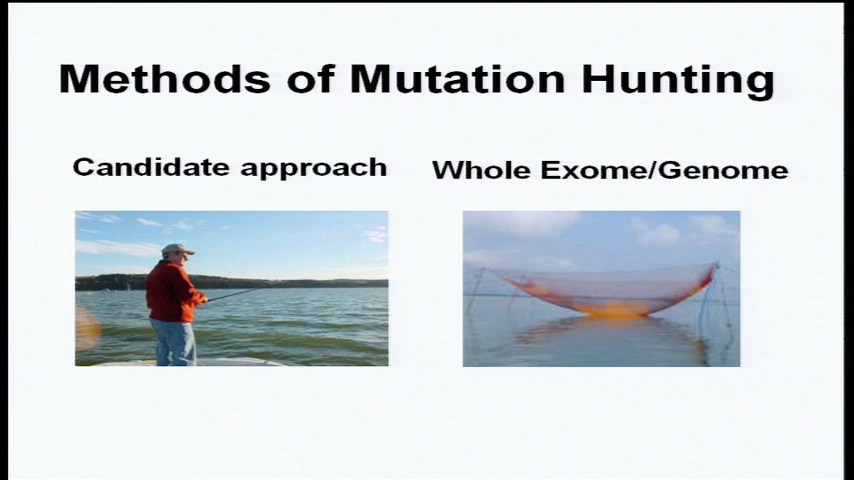 Methods of Mutation Hunting
Candidate approach
Whole Exome/Genome